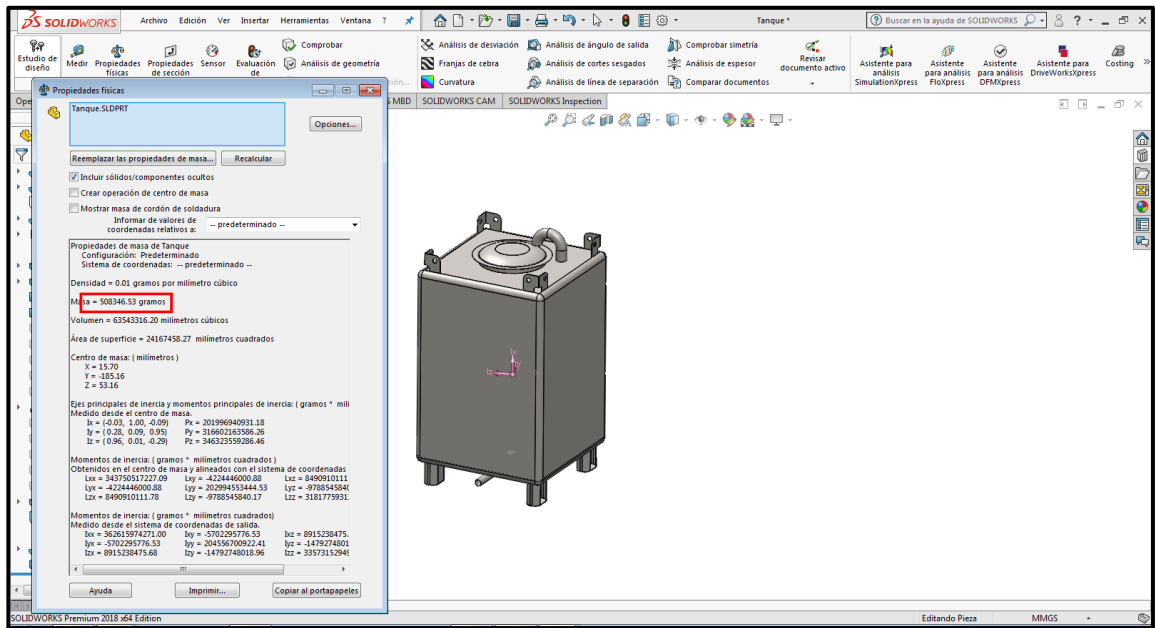 SOLIDWORKS Archivo Edición Ver Insertar Herramientas Ventana ? Tanque * Buscar en la ayuda de SOLIDWORKS
Estudio de diseño
Medir
Propiedades físicas
Propiedades de sección
Sensor
Evaluación de
Comprobar
Análisis de geometría
Análisis de desviación
Franjas de cebra
Curvatura
Análisis de ángulo de salida
Análisis de cortes sesgados
Análisis de línea de separación
Comprobar simetría
Análisis de espesor
Comparar documentos
Revisar documento activo
Asistente para análisis SimulationXpress
Asistente para análisis FloXpress
Asistente para análisis DFMXpress
Asistente para DriveWorksXpress
Costing
Ope
MBD SOLIDWORKS CAM SOLIDWORKS Inspection
Propiedades físicas
Tanque.SLDPRT
Opciones...
Reemplazar las propiedades de masa... Recalcular
Incluir sólidos/componentes ocultos
Crear operación de centro de masa
Mostrar masa de cordón de soldadura
Informar de valores de coordenadas relativos a: -- predeterminado --
Propiedades de masa de Tanque
Configuración: Predeterminado
Sistema de coordenadas: -- predeterminado --
Densidad = 0.01 gramos por milímetro cúbico
Masa = 508346.53 gramos
Volumen = 63543316.20 milímetros cúbicos
Área de superficie = 24167458.27 milímetros cuadrados
Centro de masa: ( milímetros )
X = 15.70
Y = -185.16
Z = 53.16
Ejes principales de inercia y momentos principales de inercia: ( gramos * mili
Medido desde el centro de masa.
Ix = (-0.03, 1.00, -0.09) Px = 201996940931.18
Iy = ( 0.28, 0.09, 0.95) Py = 316602163586.26
Iz = ( 0.96, 0.01, -0.29) Pz = 346323559286.46
Momentos de inercia: ( gramos * milímetros cuadrados )
Obtenidos en el centro de masa y alineados con el sistema de coordenadas
Lxx = 343750517227.09 Lxy = -4224446000.88 Lxz = 8490910111
Lyx = -4224446000.88 Lyy = 202994553444.53 Lyz = -9788545840
Lzx = 8490910111.78 Lzy = -9788545840.17 Lzz = 3181775931
Momentos de inercia: ( gramos * milímetros cuadrados)
Medido desde el sistema de coordenadas de salida.
Ixx = 362615974271.00 Ixy = -5702295776.53 Ixz = 8915238475.
Iyx = -5702295776.53 Iyy = 204556700922.41 Iyz = -1479274801
Izx = 8915238475.68 Izy = -14792748018.96 Izz = 33573152949
Ayuda Imprimir... Copiar al portapapeles
SOLIDWORKS Premium 2018 x64 Edition Editando Pieza MMGS